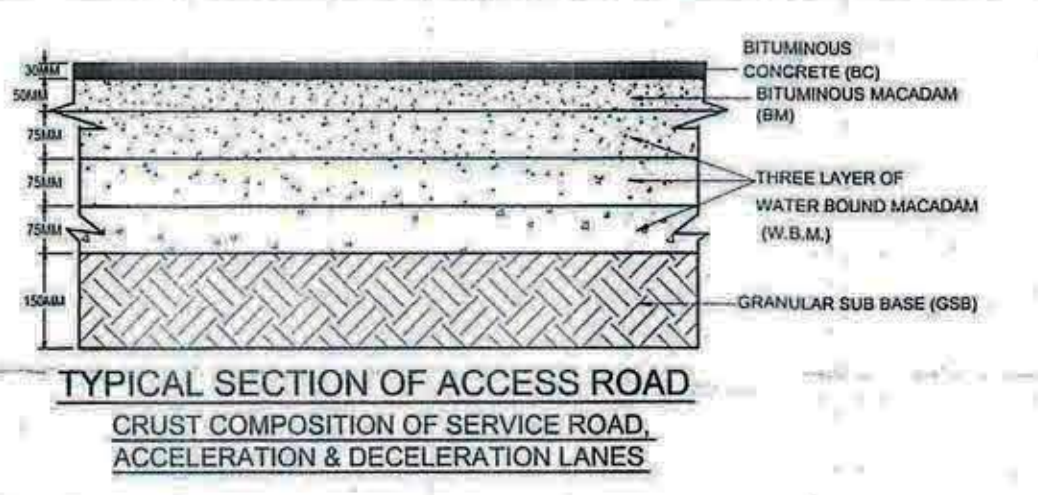 30MM
50MM
75MM
75MM
75MM
150MM
BITUMINOUS
CONCRETE (BC)
BITUMINOUS MACADAM
(BM)
THREE LAYER OF
WATER BOUND MACADAM
(W.B.M.)
GRANULAR SUB BASE (GSB)
TYPICAL SECTION OF ACCESS ROAD
CRUST COMPOSITION OF SERVICE ROAD,
ACCELERATION & DECELERATION LANES